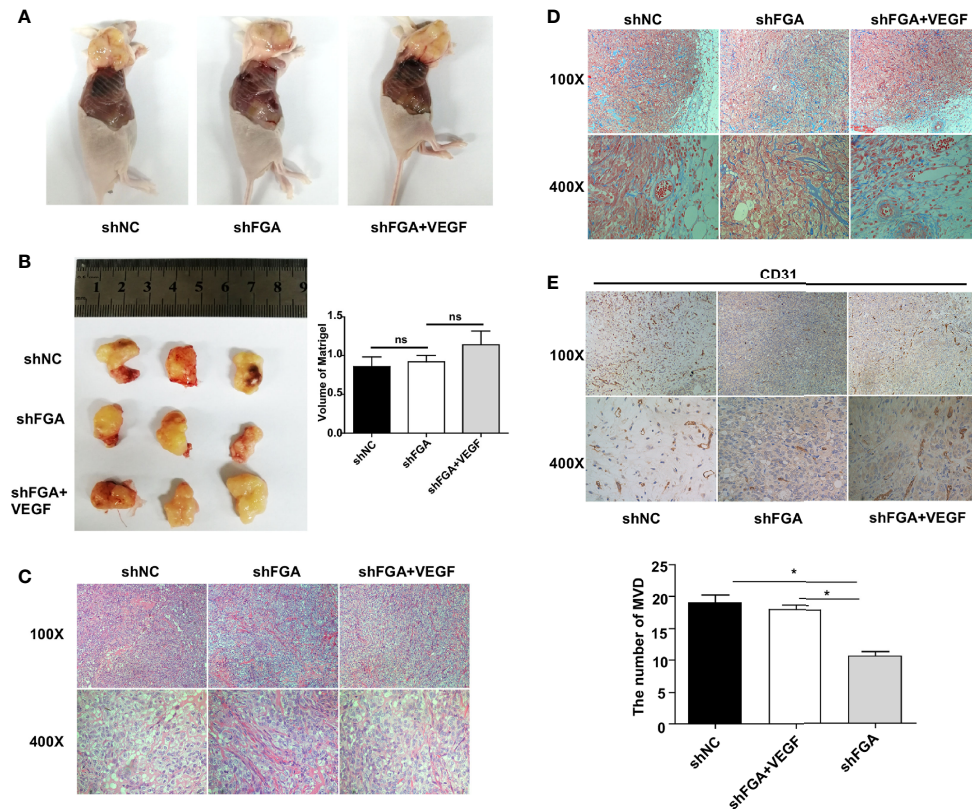 A
shNC
shFGA
shFGA+VEGF
B
1 2 3 4 5 6 7 8 9
shNC
shFGA
shFGA+
VEGF
Volume of Matrigel
1.5
1.0
0.5
0.0
ns
ns
shNC
shFGA
shFGA+VEGF
C
shNC
shFGA
shFGA+VEGF
100X
400X
D
shNC
shFGA
shFGA+VEGF
100X
400X
E
CD31
100X
400X
shNC
shFGA
shFGA+VEGF
The number of MVD
25
20
15
10
5
0
*
*
shNC
shFGA+VEGF
shFGA